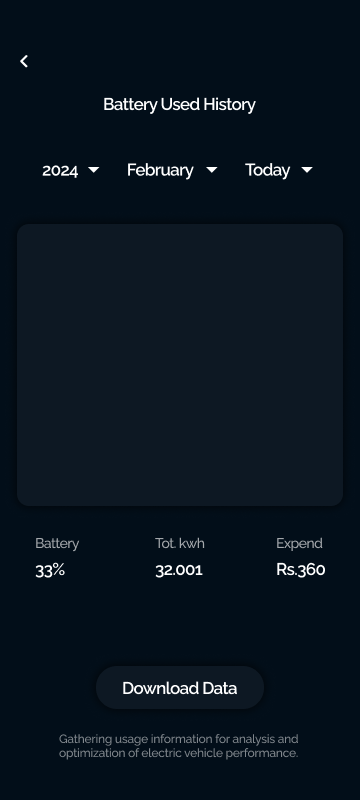 Battery Used History
2024 February Today
Battery Tot. kwh Expend
33% 32.001 Rs.360
Download Data
Gathering usage information for analysis and
optimization of electric vehicle performance.